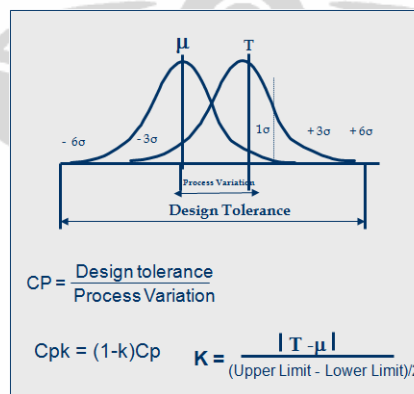 μ T
- 6σ - 3σ 1σ +3σ +6σ
Process Variation
Design Tolerance
CP = Design tolerance
Process Variation
Cpk = (1-k)Cp K = | T -μ |
(Upper Limit - Lower Limit)/2